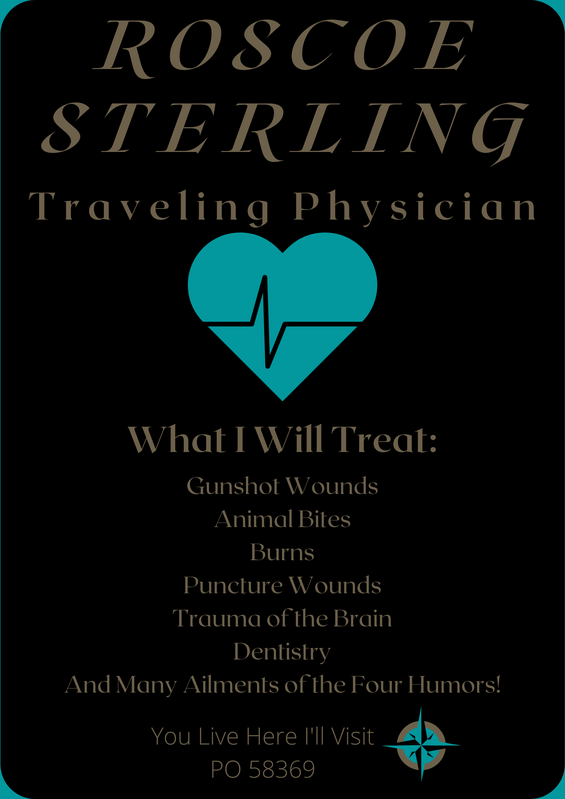 ROSCOE
STERLING
Traveling Physician
What I Will Treat:
Gunshot Wounds
Animal Bites
Burns
Puncture Wounds
Trauma of the Brain
Dentistry
And Many Ailments of the Four Humors!
You Live Here I'll Visit
PO 58369